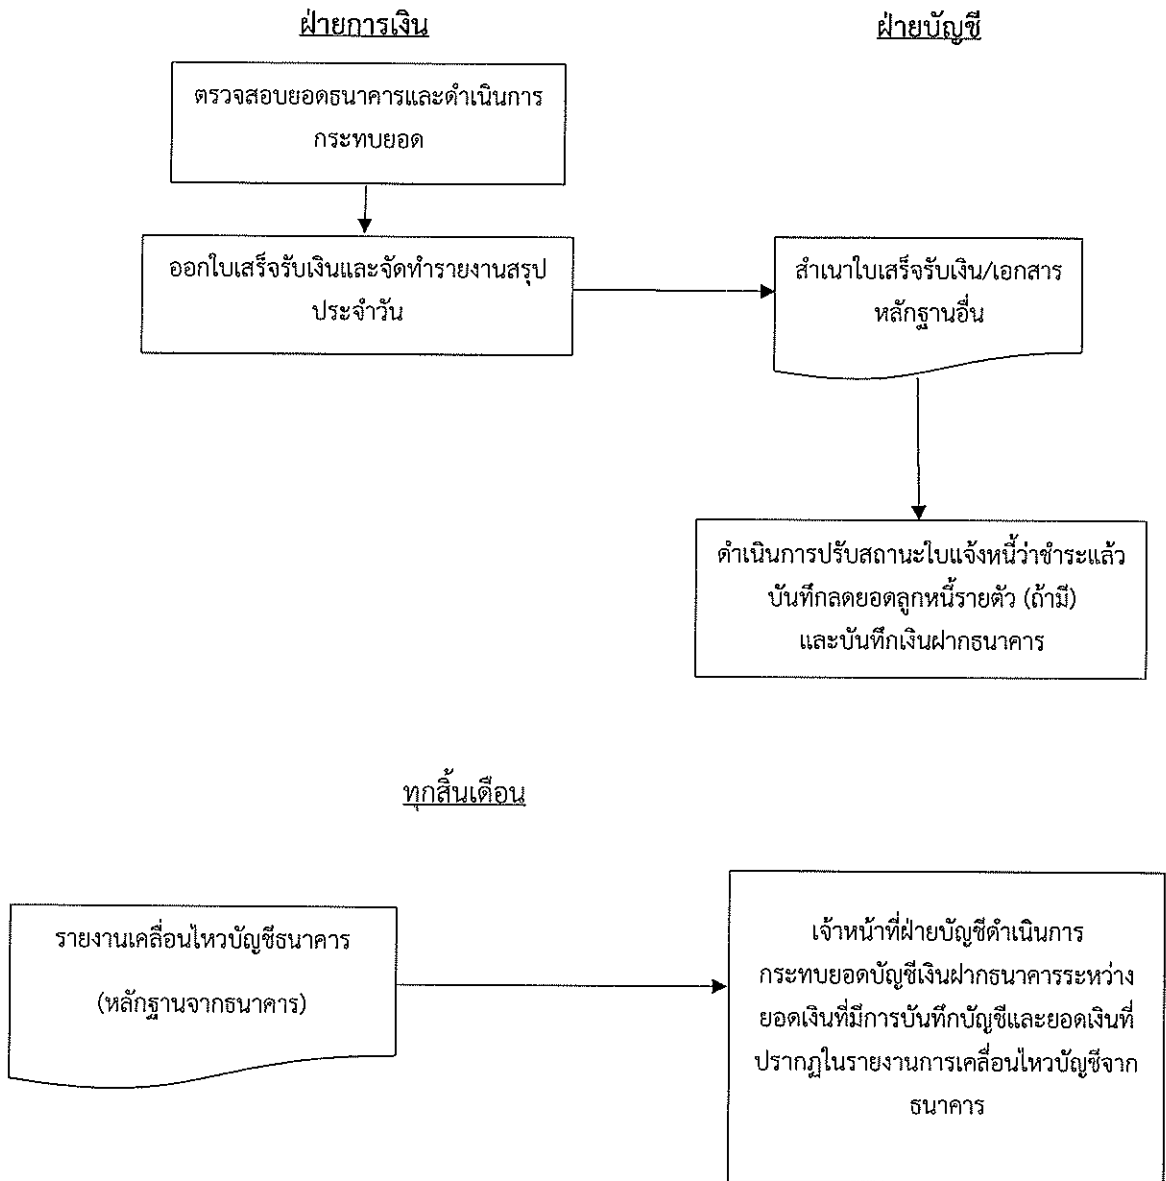 ฝ่ายการเงิน
ฝ่ายบัญชี
ตรวจสอบยอดธนาคารและดำเนินการ
กระทบยอด
ออกใบเสร็จรับเงินและจัดทำรายงานสรุป
ประจำวัน
สำเนาใบเสร็จรับเงิน/เอกสาร
หลักฐานอื่น
ดำเนินการปรับสถานะใบแจ้งหนี้ว่าชำระแล้ว
บันทึกลดยอดลูกหนี้รายตัว (ถ้ามี)
และบันทึกเงินฝากธนาคาร
ทุกสิ้นเดือน
รายงานเคลื่อนไหวบัญชีธนาคาร
(หลักฐานจากธนาคาร)
เจ้าหน้าที่ฝ่ายบัญชีดำเนินการ
กระทบยอดบัญชีเงินฝากธนาคารระหว่าง
ยอดเงินที่มีการบันทึกบัญชีและยอดเงินที่
ปรากฏในรายงานการเคลื่อนไหวบัญชีจาก
ธนาคาร